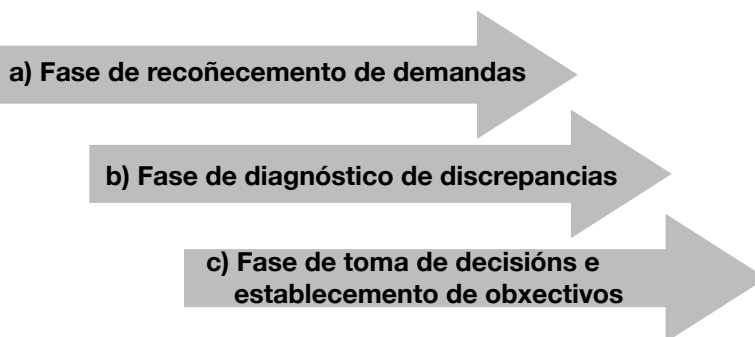 a) Fase de recoñecemento de demandas
b) Fase de diagnóstico de discrepancias
c) Fase de toma de decisións e
establecemento de obxectivos